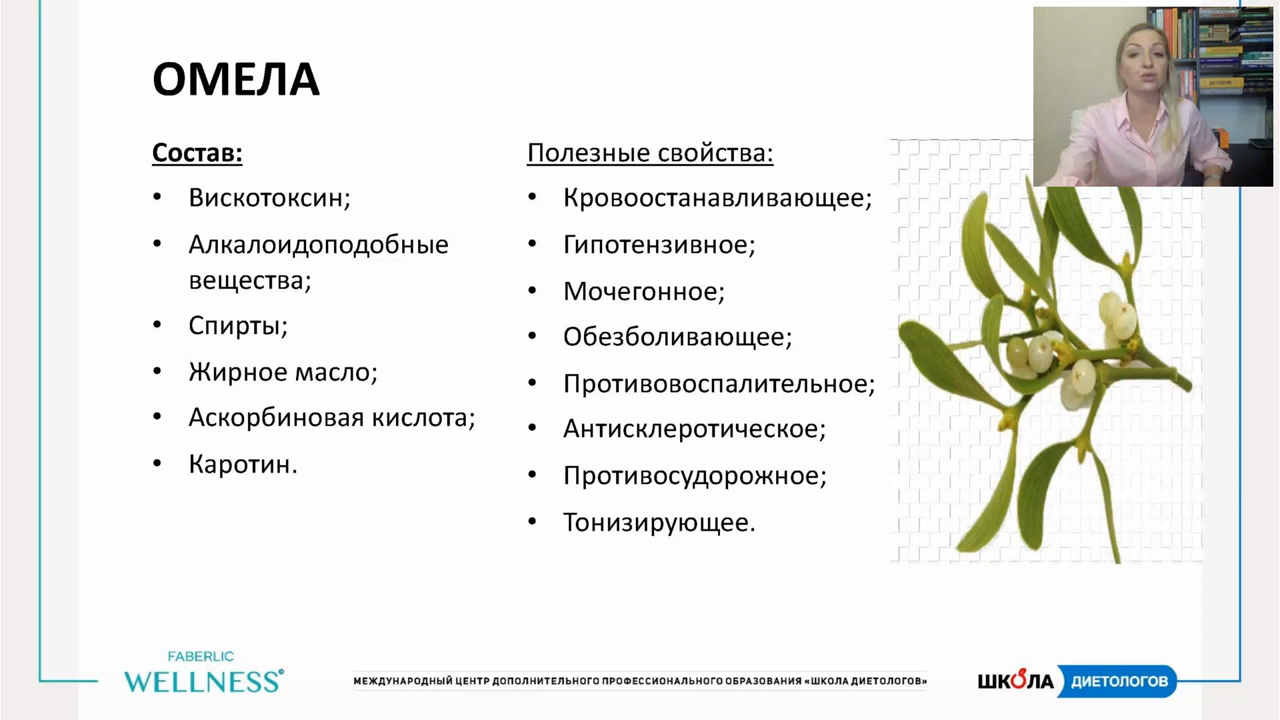 ОМЕЛА
Состав:
• Вискотоксин;
• Алкалоидоподобные
вещества;
• Спирты;
• Жирное масло;
• Аскорбиновая кислота;
• Каротин.
Полезные свойства:
• Кровоостанавливающее;
• Гипотензивное;
• Мочегонное;
• Обезболивающее;
• Противовоспалительное;
• Антисклеротическое;
• Противосудорожное;
• Тонизирующее.
FABERLIC
WELLNESS®
МЕЖДУНАРОДНЫЙ ЦЕНТР ДОПОЛНИТЕЛЬНОГО ПРОФЕССИОНАЛЬНОГО ОБРАЗОВАНИЯ «ШКОЛА ДИЕТОЛОГОВ»
ШКОЛА ДИЕТОЛОГОВ